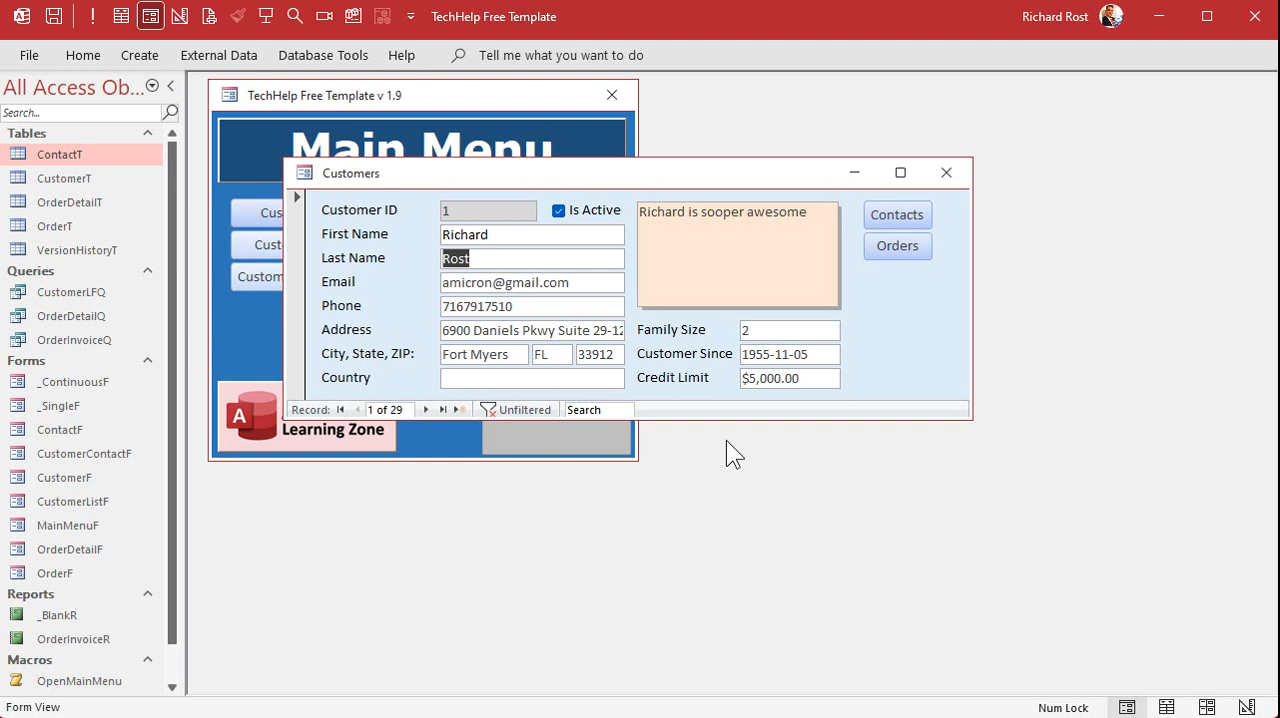 TechHelp Free Template
Richard Rost
File Home Create External Data Database Tools Help Tell me what you want to do
All Access Ob...
Search...
Tables
ContactT
CustomerT
OrderDetailT
OrderT
VersionHistoryT
Queries
CustomerLFQ
OrderDetailQ
OrderInvoiceQ
Forms
_ContinuousF
_SingleF
ContactF
CustomerContactF
CustomerF
CustomerListF
MainMenuF
OrderDetailF
OrderF
Reports
_BlankR
OrderInvoiceR
Macros
OpenMainMenu
TechHelp Free Template v 1.9
Main Menu
Cus
Custo
Custom
A
Learning Zone
Customers
Customer ID 1 Is Active
First Name Richard
Last Name Rost
Email amicron@gmail.com
Phone 7167917510
Address 6900 Daniels Pkwy Suite 29-12
City, State, ZIP: Fort Myers FL 33912
Country
Richard is sooper awesome
Family Size 2
Customer Since 1955-11-05
Credit Limit $5,000.00
Contacts
Orders
Record: 1 of 29 Unfiltered Search
Form View
Num Lock